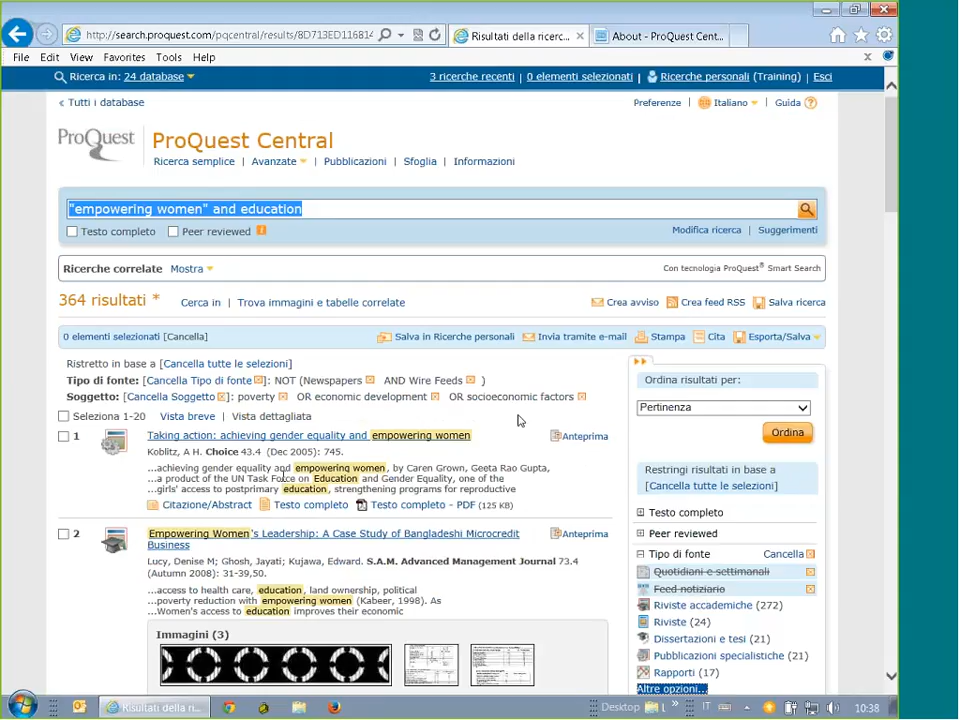 http://search.proquest.com/pqcentral/results/8D713ED116814
Risultati della ricerc...
About - ProQuest Cent...
File Edit View Favorites Tools Help
Ricerca in: 24 database
3 ricerche recenti | 0 elementi selezionati | Ricerche personali (Training) | Esci
‹ Tutti i database
Preferenze | Italiano | Guida
ProQuest
ProQuest Central
Ricerca semplice | Avanzate | Pubblicazioni | Sfoglia | Informazioni
"empowering women" and education
Testo completo Peer reviewed
Modifica ricerca | Suggerimenti
Ricerche correlate Mostra
Con tecnologia ProQuest® Smart Search
364 risultati *
Cerca in | Trova immagini e tabelle correlate
Crea avviso Crea feed RSS Salva ricerca
0 elementi selezionati [Cancella]
Salva in Ricerche personali Invia tramite e-mail Stampa Cita Esporta/Salva
Ristretto in base a [Cancella tutte le selezioni]
Tipo di fonte: [Cancella Tipo di fonte]: NOT (Newspapers AND Wire Feeds )
Soggetto: [Cancella Soggetto]: poverty OR economic development OR socioeconomic factors
Seleziona 1-20 Vista breve | Vista dettagliata
1 Taking action: achieving gender equality and empowering women
Anteprima
Koblitz, A H. Choice 43.4 (Dec 2005): 745.
...achieving gender equality and empowering women, by Caren Grown, Geeta Rao Gupta,
...a product of the UN Task Force on Education and Gender Equality, one of the
...girls' access to postprimary education, strengthening programs for reproductive
Citazione/Abstract Testo completo Testo completo - PDF (125 KB)
2 Empowering Women's Leadership: A Case Study of Bangladeshi Microcredit
Business
Anteprima
Lucy, Denise M; Ghosh, Jayati; Kujawa, Edward. S.A.M. Advanced Management Journal 73.4
(Autumn 2008): 31-39,50.
...access to health care, education, land ownership, political
...poverty reduction with empowering women (Kabeer, 1998). As
...Women's access to education improves their economic
Immagini (3)
Ordina risultati per:
Pertinenza
Ordina
Restringi risultati in base a
[Cancella tutte le selezioni]
Testo completo
Peer reviewed
Tipo di fonte Cancella
Quotidiani e settimanali
Feed notiziario
Riviste accademiche (272)
Riviste (24)
Dissertazioni e tesi (21)
Pubblicazioni specialistiche (21)
Rapporti (17)
Altre opzioni...
Risultati della ri...
Desktop
IT
10:38